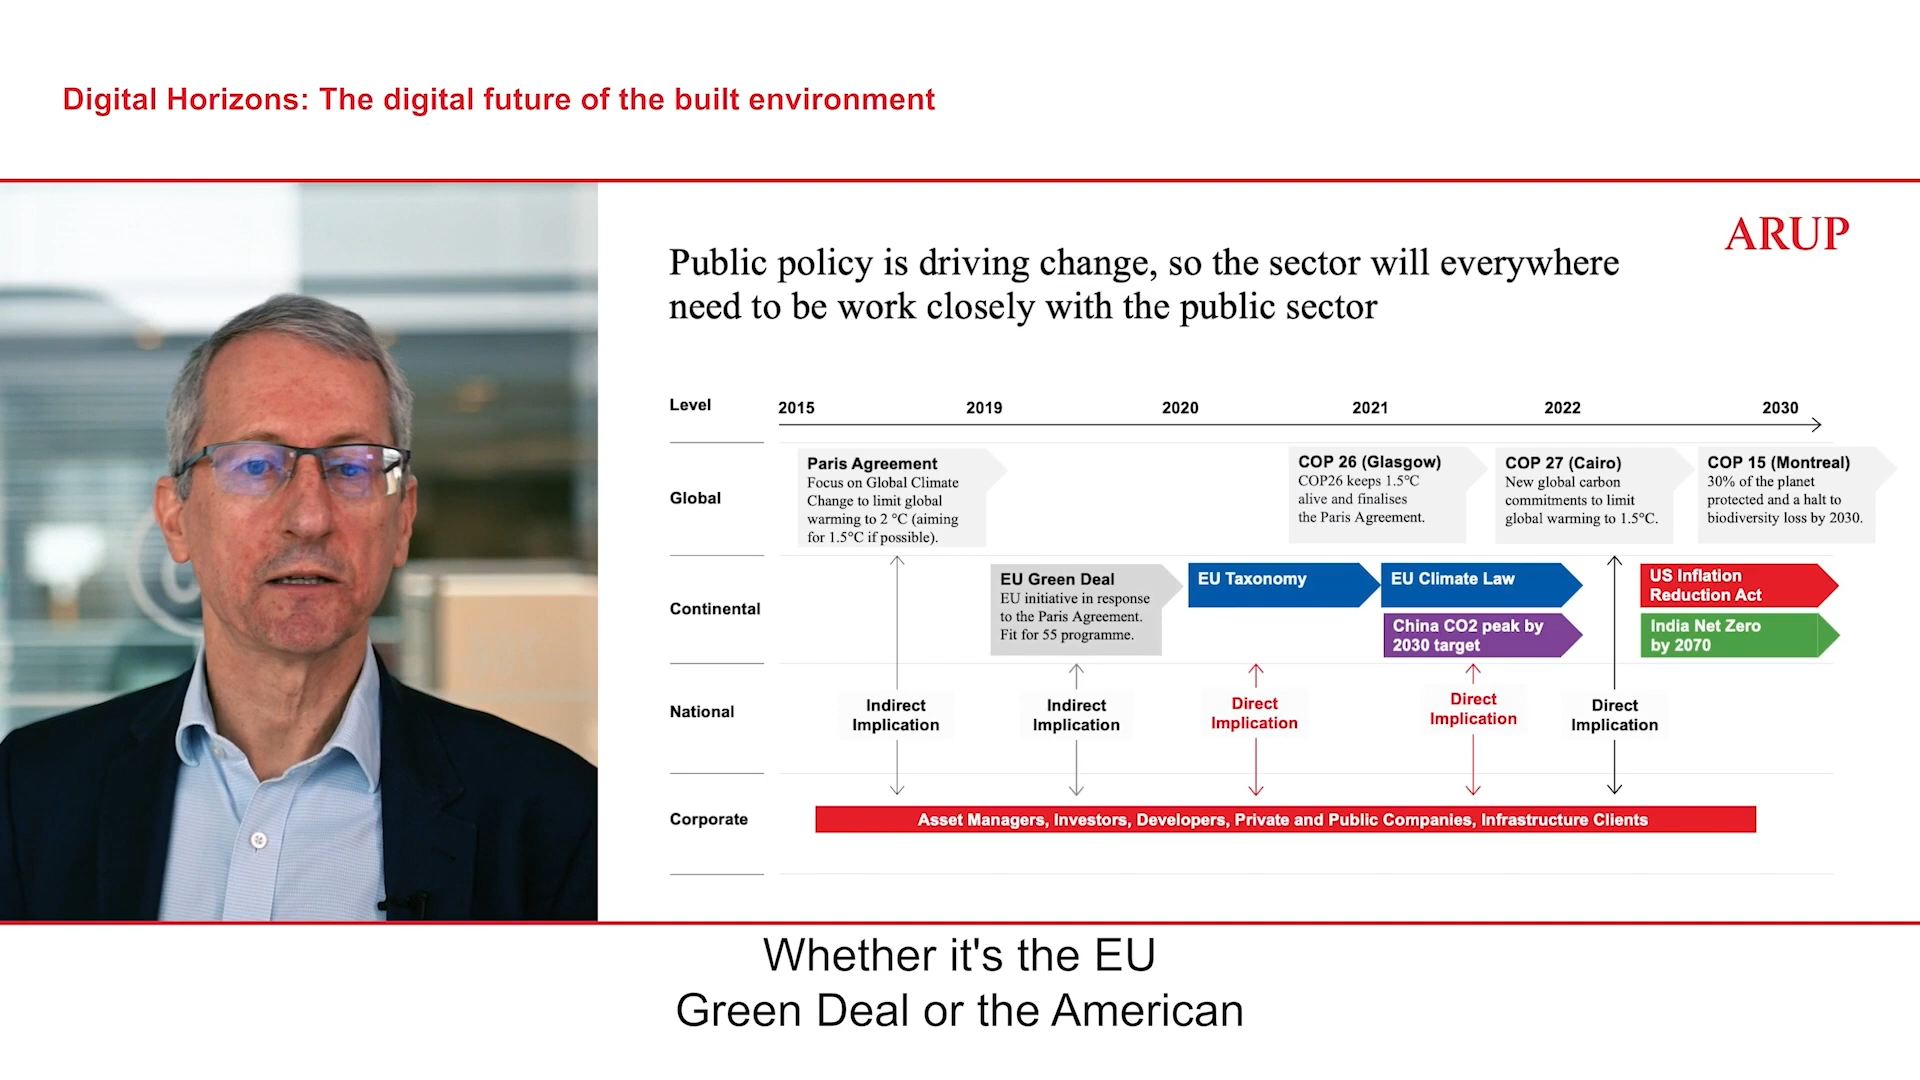 Digital Horizons: The digital future of the built environment
ARUP
Public policy is driving change, so the sector will everywhere
need to be work closely with the public sector
Level
2015
2019
2020
2021
2022
2030
Global
Paris Agreement
Focus on Global Climate
Change to limit global
warming to 2 °C (aiming
for 1.5°C if possible).
COP 26 (Glasgow)
COP26 keeps 1.5°C
alive and finalises
the Paris Agreement.
COP 27 (Cairo)
New global carbon
commitments to limit
global warming to 1.5°C.
COP 15 (Montreal)
30% of the planet
protected and a halt to
biodiversity loss by 2030.
Continental
EU Green Deal
EU initiative in response
to the Paris Agreement.
Fit for 55 programme.
EU Taxonomy
EU Climate Law
China CO2 peak by
2030 target
US Inflation
Reduction Act
India Net Zero
by 2070
National
Indirect
Implication
Indirect
Implication
Direct
Implication
Direct
Implication
Direct
Implication
Corporate
Asset Managers, Investors, Developers, Private and Public Companies, Infrastructure Clients
Whether it's the EU
Green Deal or the American